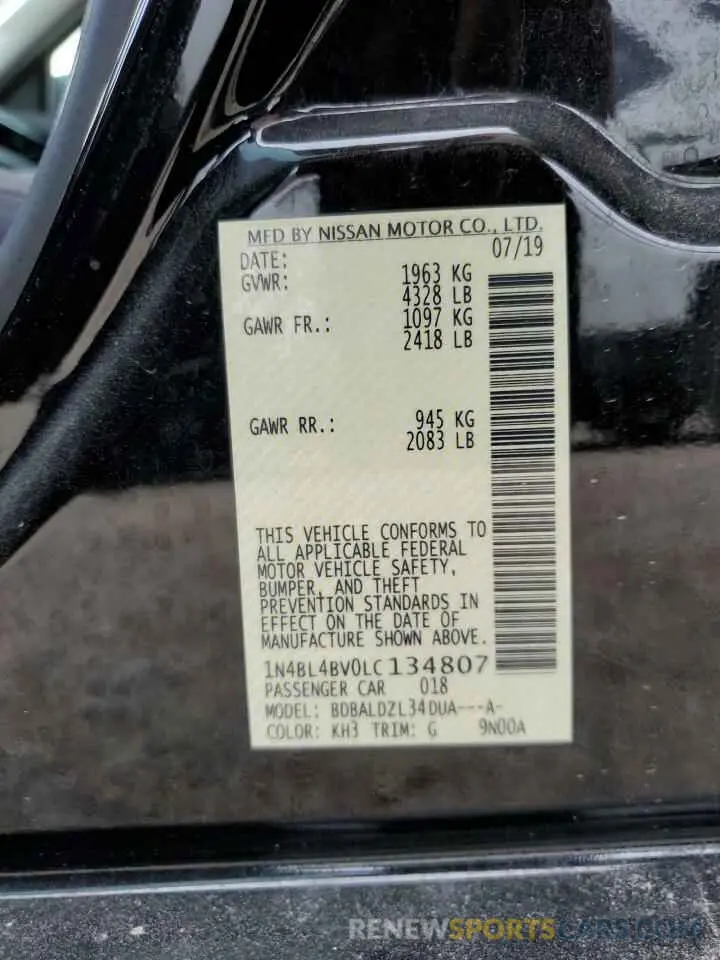 MFD BY NISSAN MOTOR CO., LTD.
DATE: 07/19
GVWR: 1963 KG
4328 LB
GAWR FR.: 1097 KG
2418 LB
GAWR RR.: 945 KG
2083 LB
THIS VEHICLE CONFORMS TO
ALL APPLICABLE FEDERAL
MOTOR VEHICLE SAFETY,
BUMPER, AND THEFT
PREVENTION STANDARDS IN
EFFECT ON THE DATE OF
MANUFACTURE SHOWN ABOVE.
1N4BL4BV0LC134807
PASSENGER CAR 018
MODEL: BDBALDZL34DUA---A-
COLOR: KH3 TRIM: G 9N00A
RENEWSPORTSCARS.COM